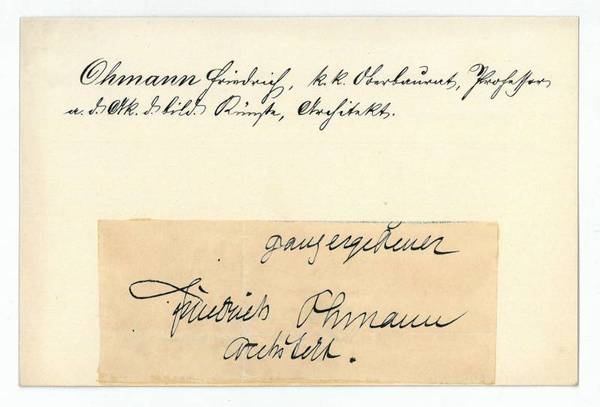 Ohmann Friedrich, k. k. Oberbaurat, Professor
a. d. Ak. d. bild. Künste, Architekt.
ganz ergebener
Friedrich Ohmann
Architekt.